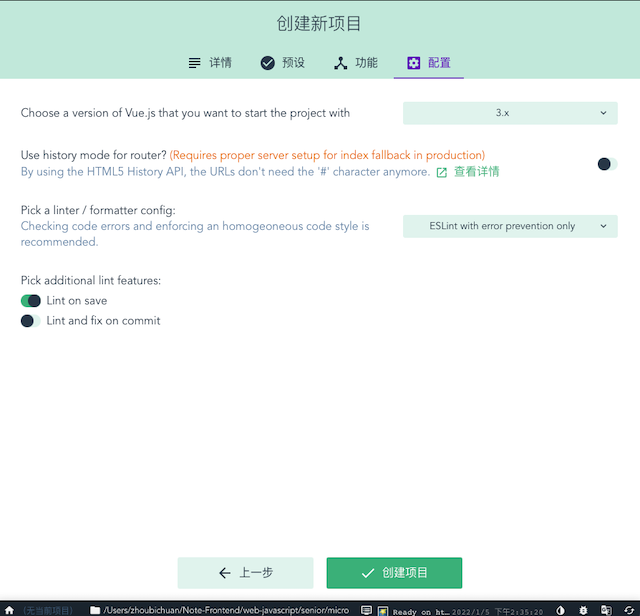 创建新项目
详情 预设 功能 配置
Choose a version of Vue.js that you want to start the project with 3.x
Use history mode for router? (Requires proper server setup for index fallback in production)
By using the HTML5 History API, the URLs don't need the '#' character anymore. 查看详情
Pick a linter / formatter config:
Checking code errors and enforcing an homogeoneous code style is
recommended.
ESLint with error prevention only
Pick additional lint features:
Lint on save
Lint and fix on commit
上一步 创建项目
(无当前项目) /Users/zhoubichuan/Note-Frontend/web-javascript/senior/micro Ready on ht… 2022/1/5 下午2:35:20